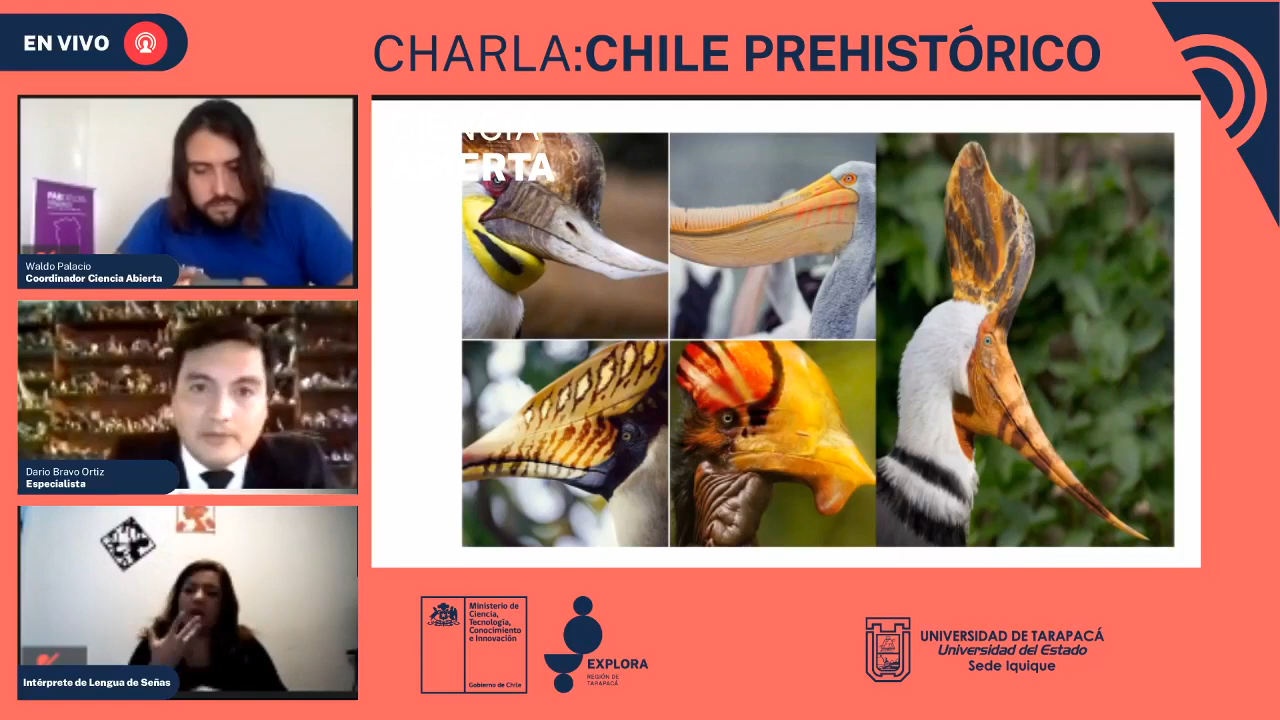 EN VIVO
CHARLA:CHILE PREHISTÓRICO
CIENCIA
ABIERTA
Waldo Palacio
Coordinador Ciencia Abierta
Dario Bravo Ortiz
Especialista
Intérprete de Lengua de Señas
Ministerio de
Ciencia,
Tecnología,
Conocimiento
e Innovación
Gobierno de Chile
EXPLORA
REGIÓN DE
TARAPACÁ
UNIVERSIDAD DE TARAPACÁ
Universidad del Estado
Sede Iquique